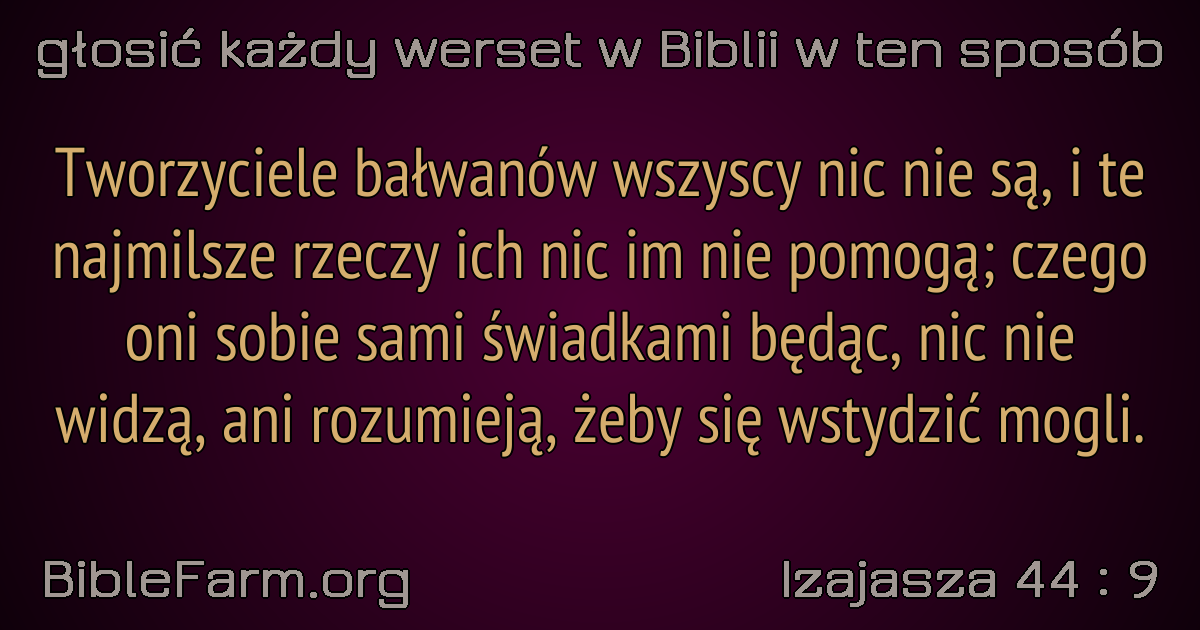 głosić każdy werset w Biblii w ten sposób
Tworzyciele bałwanów wszyscy nic nie są, i te
najmilsze rzeczy ich nic im nie pomogą; czego
oni sobie sami świadkami będąc, nic nie
widzą, ani rozumieją, żeby się wstydzić mogli.
BibleFarm.org
Izajasza 44 : 9